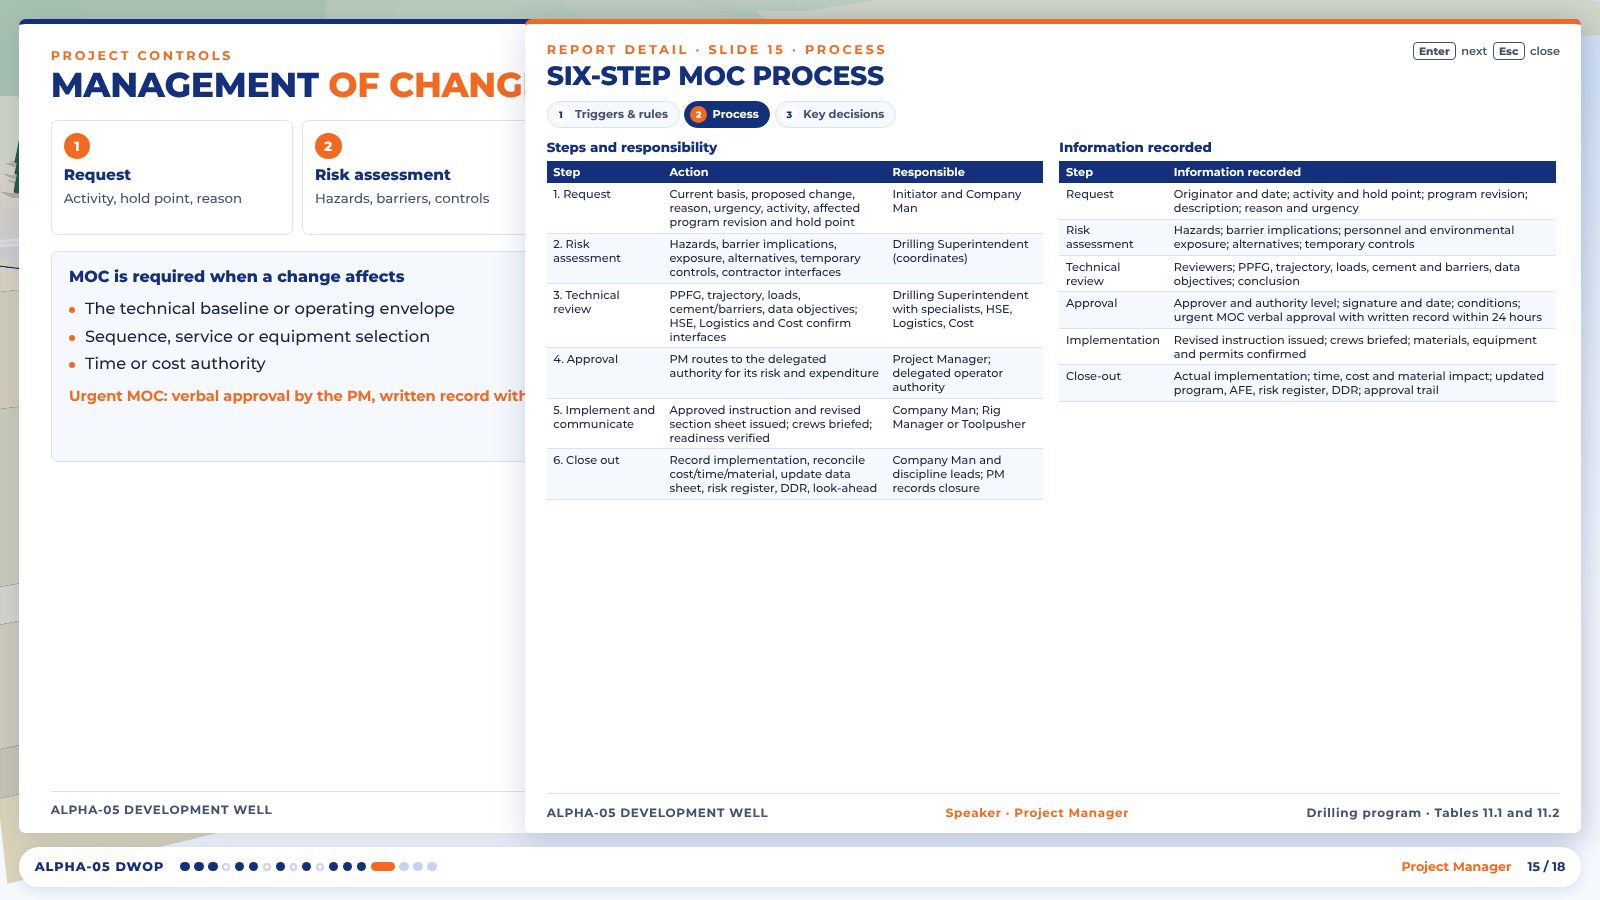 PROJECT CONTROLS
MANAGEMENT OF CHANG
1
Request
Activity, hold point, reason
2
Risk assessment
Hazards, barriers, controls
MOC is required when a change affects
• The technical baseline or operating envelope
• Sequence, service or equipment selection
• Time or cost authority
Urgent MOC: verbal approval by the PM, written record with
ALPHA-05 DEVELOPMENT WELL
REPORT DETAIL · SLIDE 15 · PROCESS
Enter next Esc close
SIX-STEP MOC PROCESS
1 Triggers & rules 2 Process 3 Key decisions
Steps and responsibility
Step Action Responsible
1. Request Current basis, proposed change, Initiator and Company
reason, urgency, activity, affected Man
program revision and hold point
2. Risk Hazards, barrier implications, Drilling Superintendent
assessment exposure, alternatives, temporary (coordinates)
controls, contractor interfaces
3. Technical PPFG, trajectory, loads, Drilling Superintendent
review cement/barriers, data objectives; with specialists, HSE,
HSE, Logistics and Cost confirm Logistics, Cost
interfaces
4. Approval PM routes to the delegated Project Manager;
authority for its risk and expenditure delegated operator
authority
5. Implement and Approved instruction and revised Company Man; Rig
communicate section sheet issued; crews briefed; Manager or Toolpusher
readiness verified
6. Close out Record implementation, reconcile Company Man and
cost/time/material, update data discipline leads; PM
sheet, risk register, DDR, look-ahead records closure
Information recorded
Step Information recorded
Request Originator and date; activity and hold point; program revision;
description; reason and urgency
Risk Hazards; barrier implications; personnel and environmental
assessment exposure; alternatives; temporary controls
Technical Reviewers; PPFG, trajectory, loads, cement and barriers, data
review objectives; conclusion
Approval Approver and authority level; signature and date; conditions;
urgent MOC verbal approval with written record within 24 hours
Implementation Revised instruction issued; crews briefed; materials, equipment
and permits confirmed
Close-out Actual implementation; time, cost and material impact; updated
program, AFE, risk register, DDR; approval trail
ALPHA-05 DEVELOPMENT WELL Speaker · Project Manager Drilling program · Tables 11.1 and 11.2
ALPHA-05 DWOP Project Manager 15 / 18